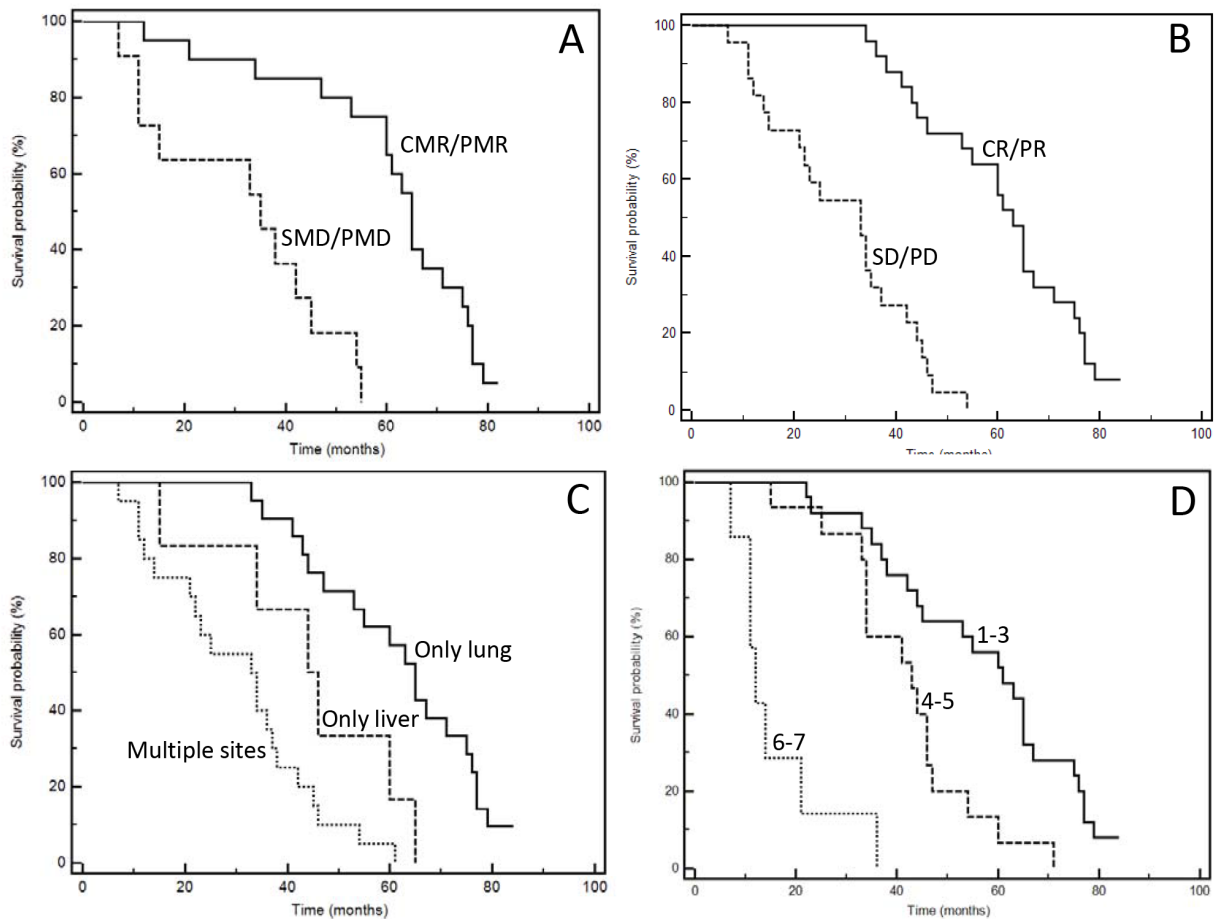 A
100
80
60
40
20
0
Survival probability (%)
CMR/PMR
SMD/PMD
0 20 40 60 80 100
Time (months)
B
100
80
60
40
20
0
Survival probability (%)
CR/PR
SD/PD
0 20 40 60 80 100
Time (months)
C
100
80
60
40
20
0
Survival probability (%)
Only lung
Only liver
Multiple sites
0 20 40 60 80 100
Time (months)
D
100
80
60
40
20
0
Survival probability (%)
1-3
4-5
6-7
0 20 40 60 80 100
Time (months)